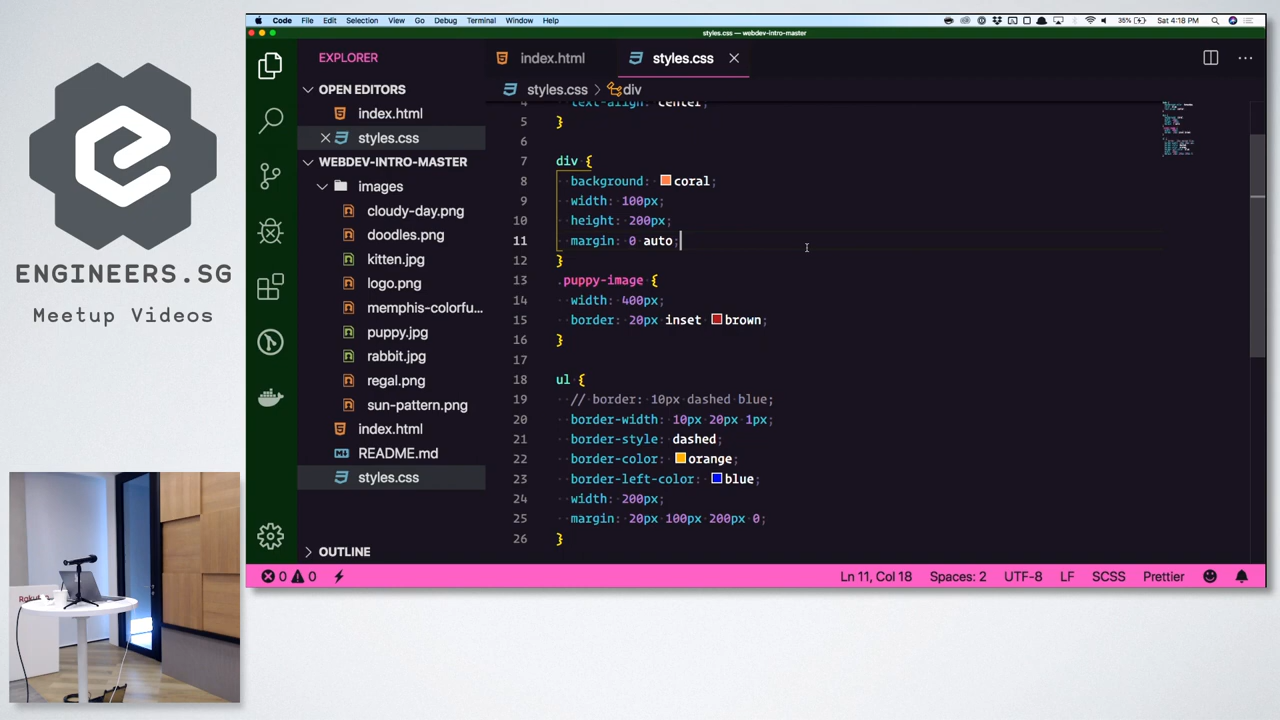 Code File Edit Selection View Go Debug Terminal Window Help 35% Sat 4:18 PM
styles.css — webdev-intro-master
ENGINEERS.SG
Meetup Videos
EXPLORER
OPEN EDITORS
index.html
styles.css
WEBDEV-INTRO-MASTER
images
cloudy-day.png
doodles.png
kitten.jpg
logo.png
memphis-colorfu...
puppy.jpg
rabbit.jpg
regal.png
sun-pattern.png
index.html
README.md
styles.css
OUTLINE
index.html styles.css
styles.css > div
4 text-align: center;
5 }
6
7 div {
8 background: coral;
9 width: 100px;
10 height: 200px;
11 margin: 0 auto;
12 }
13 .puppy-image {
14 width: 400px;
15 border: 20px inset brown;
16 }
17
18 ul {
19 // border: 10px dashed blue;
20 border-width: 10px 20px 1px;
21 border-style: dashed;
22 border-color: orange;
23 border-left-color: blue;
24 width: 200px;
25 margin: 20px 100px 200px 0;
26 }
0 0 Ln 11, Col 18 Spaces: 2 UTF-8 LF SCSS Prettier